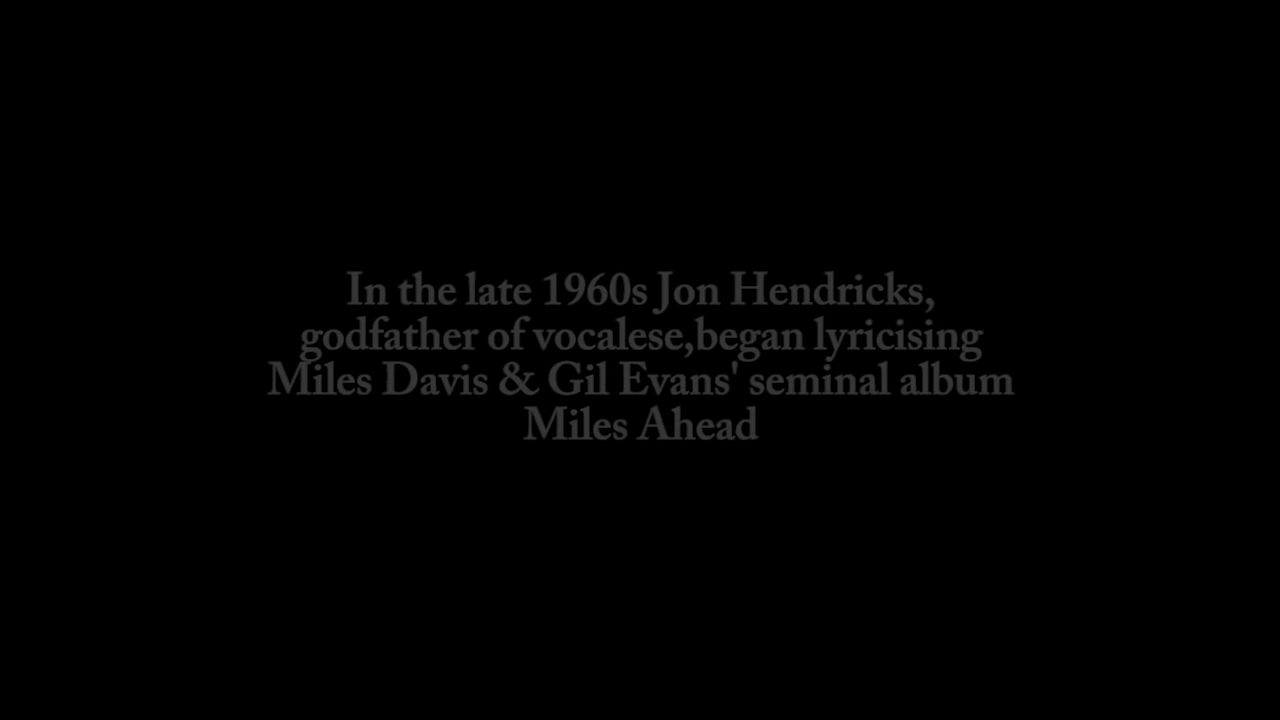 In the late 1960s Jon Hendricks,
godfather of vocalese,began lyricising
Miles Davis & Gil Evans' seminal album
Miles Ahead